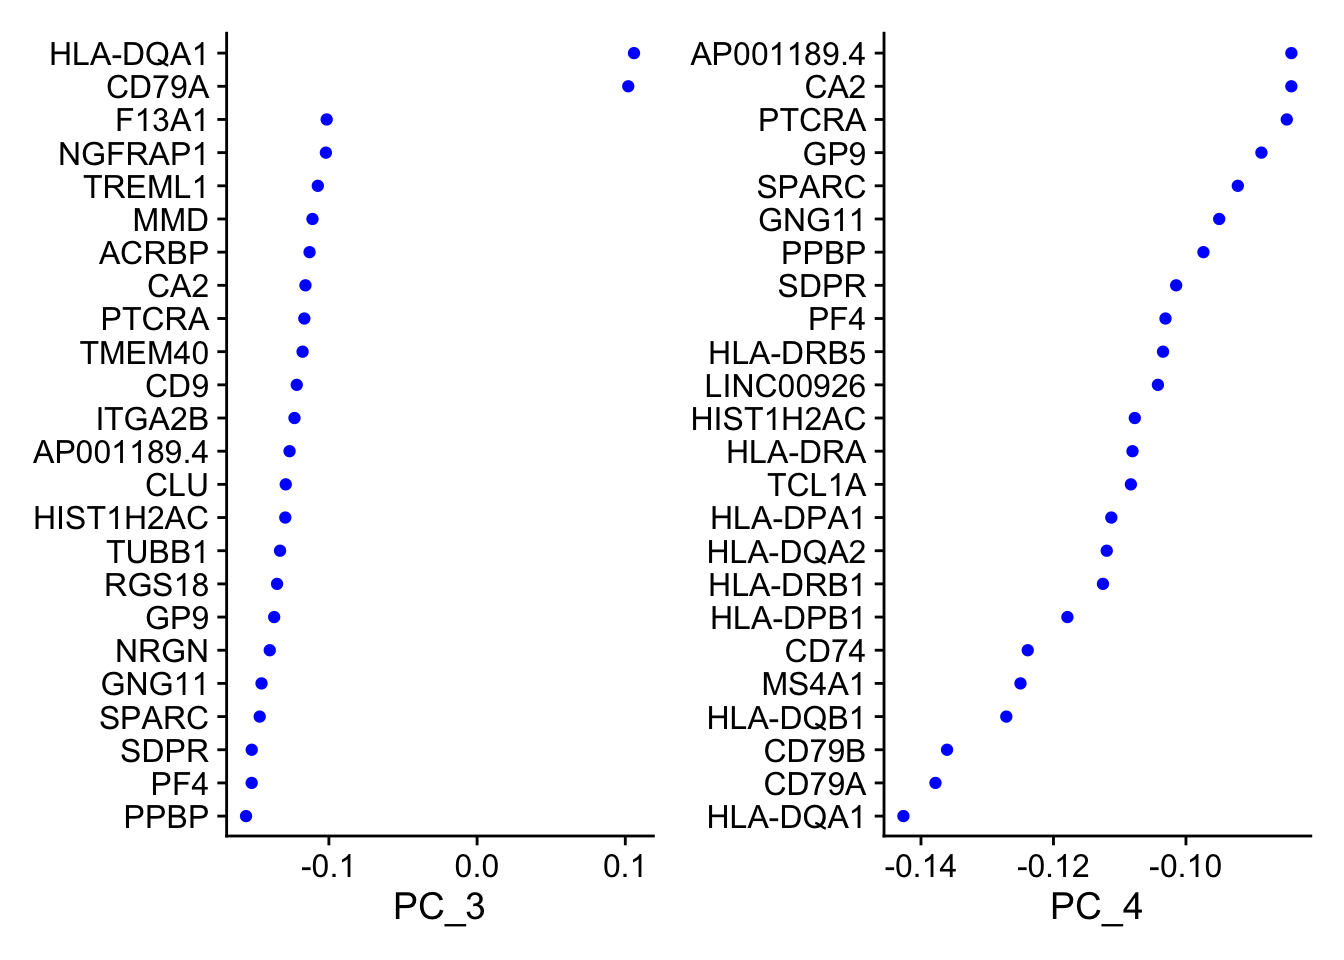 HLA-DQA1
CD79A
F13A1
NGFRAP1
TREML1
MMD
ACRBP
CA2
PTCRA
TMEM40
CD9
ITGA2B
AP001189.4
CLU
HIST1H2AC
TUBB1
RGS18
GP9
NRGN
GNG11
SPARC
SDPR
PF4
PPBP
-0.1 0.0 0.1
PC_3
AP001189.4
CA2
PTCRA
GP9
SPARC
GNG11
PPBP
SDPR
PF4
HLA-DRB5
LINC00926
HIST1H2AC
HLA-DRA
TCL1A
HLA-DPA1
HLA-DQA2
HLA-DRB1
HLA-DPB1
CD74
MS4A1
HLA-DQB1
CD79B
CD79A
HLA-DQA1
-0.14 -0.12 -0.10
PC_4